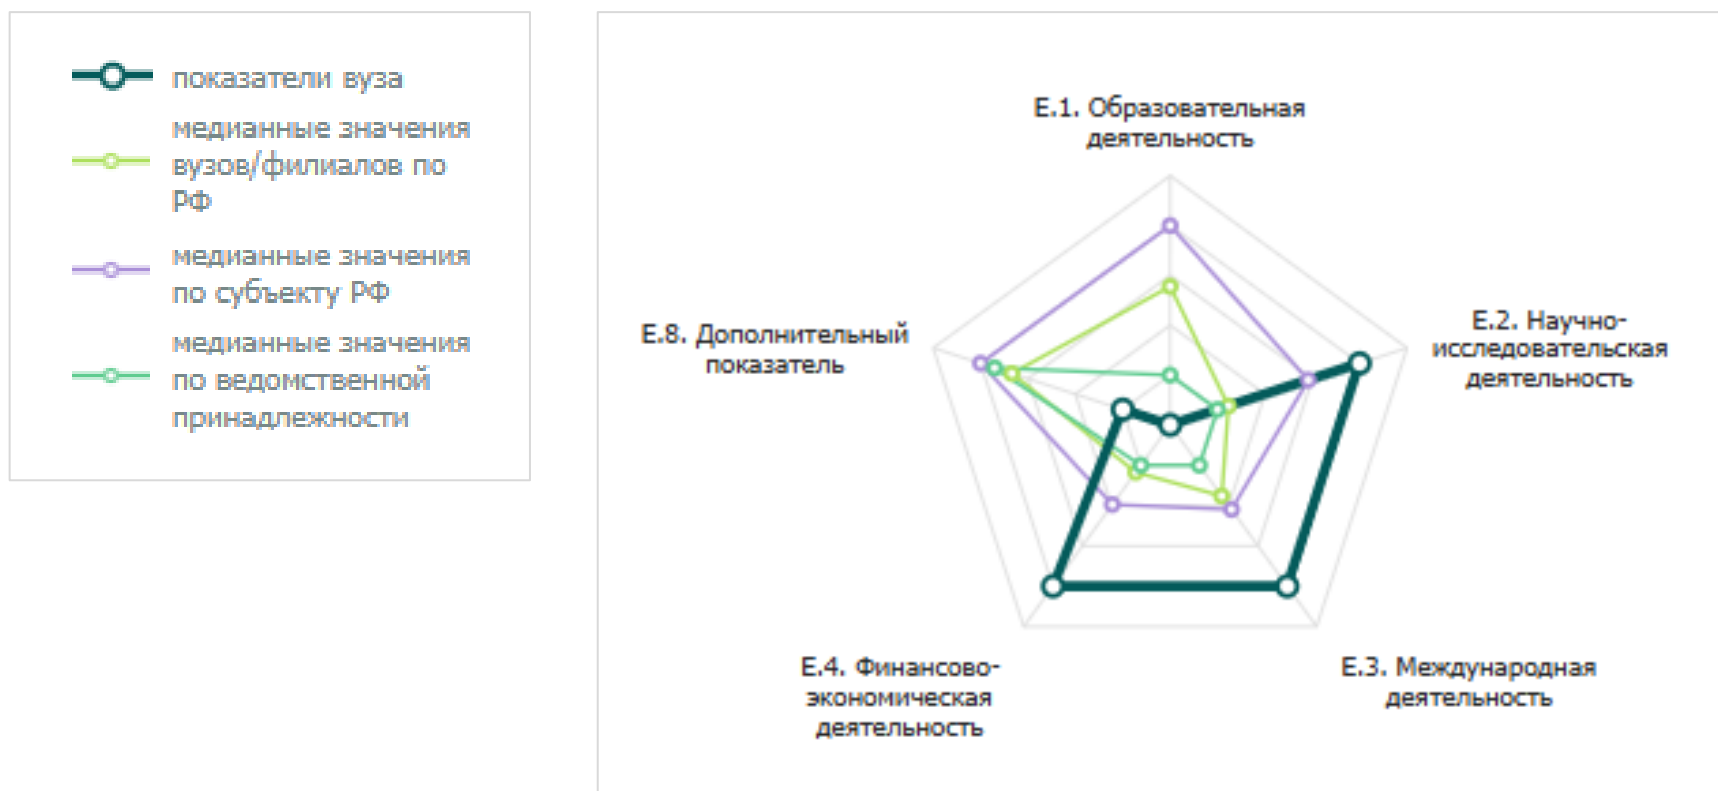 показатели вуза
медианные значения
вузов/филиалов по
РФ
медианные значения
по субъекту РФ
медианные значения
по ведомственной
принадлежности
Е.1. Образовательная
деятельность
Е.2. Научно-
исследовательская
деятельность
Е.8. Дополнительный
показатель
Е.4. Финансово-
экономическая
деятельность
Е.3. Международная
деятельность